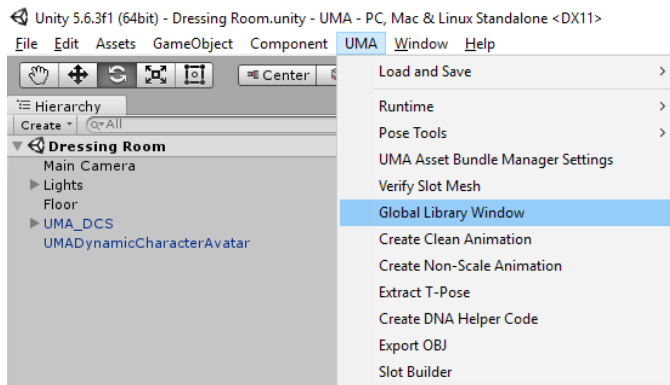 Unity 5.6.3f1 (64bit) - Dressing Room.unity - UMA - PC, Mac & Linux Standalone <DX11>
File Edit Assets GameObject Component UMA Window Help
Center
Hierarchy
Create All
Dressing Room
Main Camera
Lights
Floor
UMA_DCS
UMADynamicCharacterAvatar
Load and Save
Runtime
Pose Tools
UMA Asset Bundle Manager Settings
Verify Slot Mesh
Global Library Window
Create Clean Animation
Create Non-Scale Animation
Extract T-Pose
Create DNA Helper Code
Export OBJ
Slot Builder